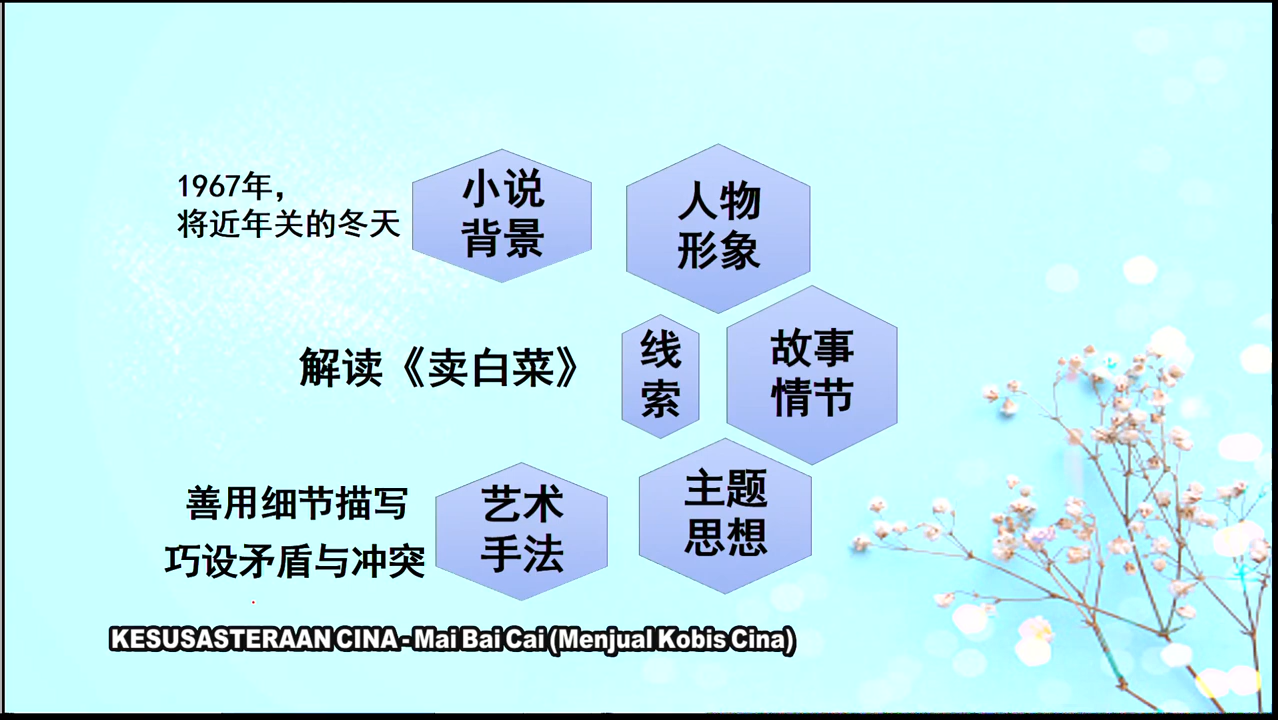 1967年，
将近年关的冬天
小说
背景
人物
形象
解读《卖白菜》
线
索
故事
情节
善用细节描写
巧设矛盾与冲突
艺术
手法
主题
思想
KESUSASTERAAN CINA - Mai Bai Cai (Menjual Kobis Cina)